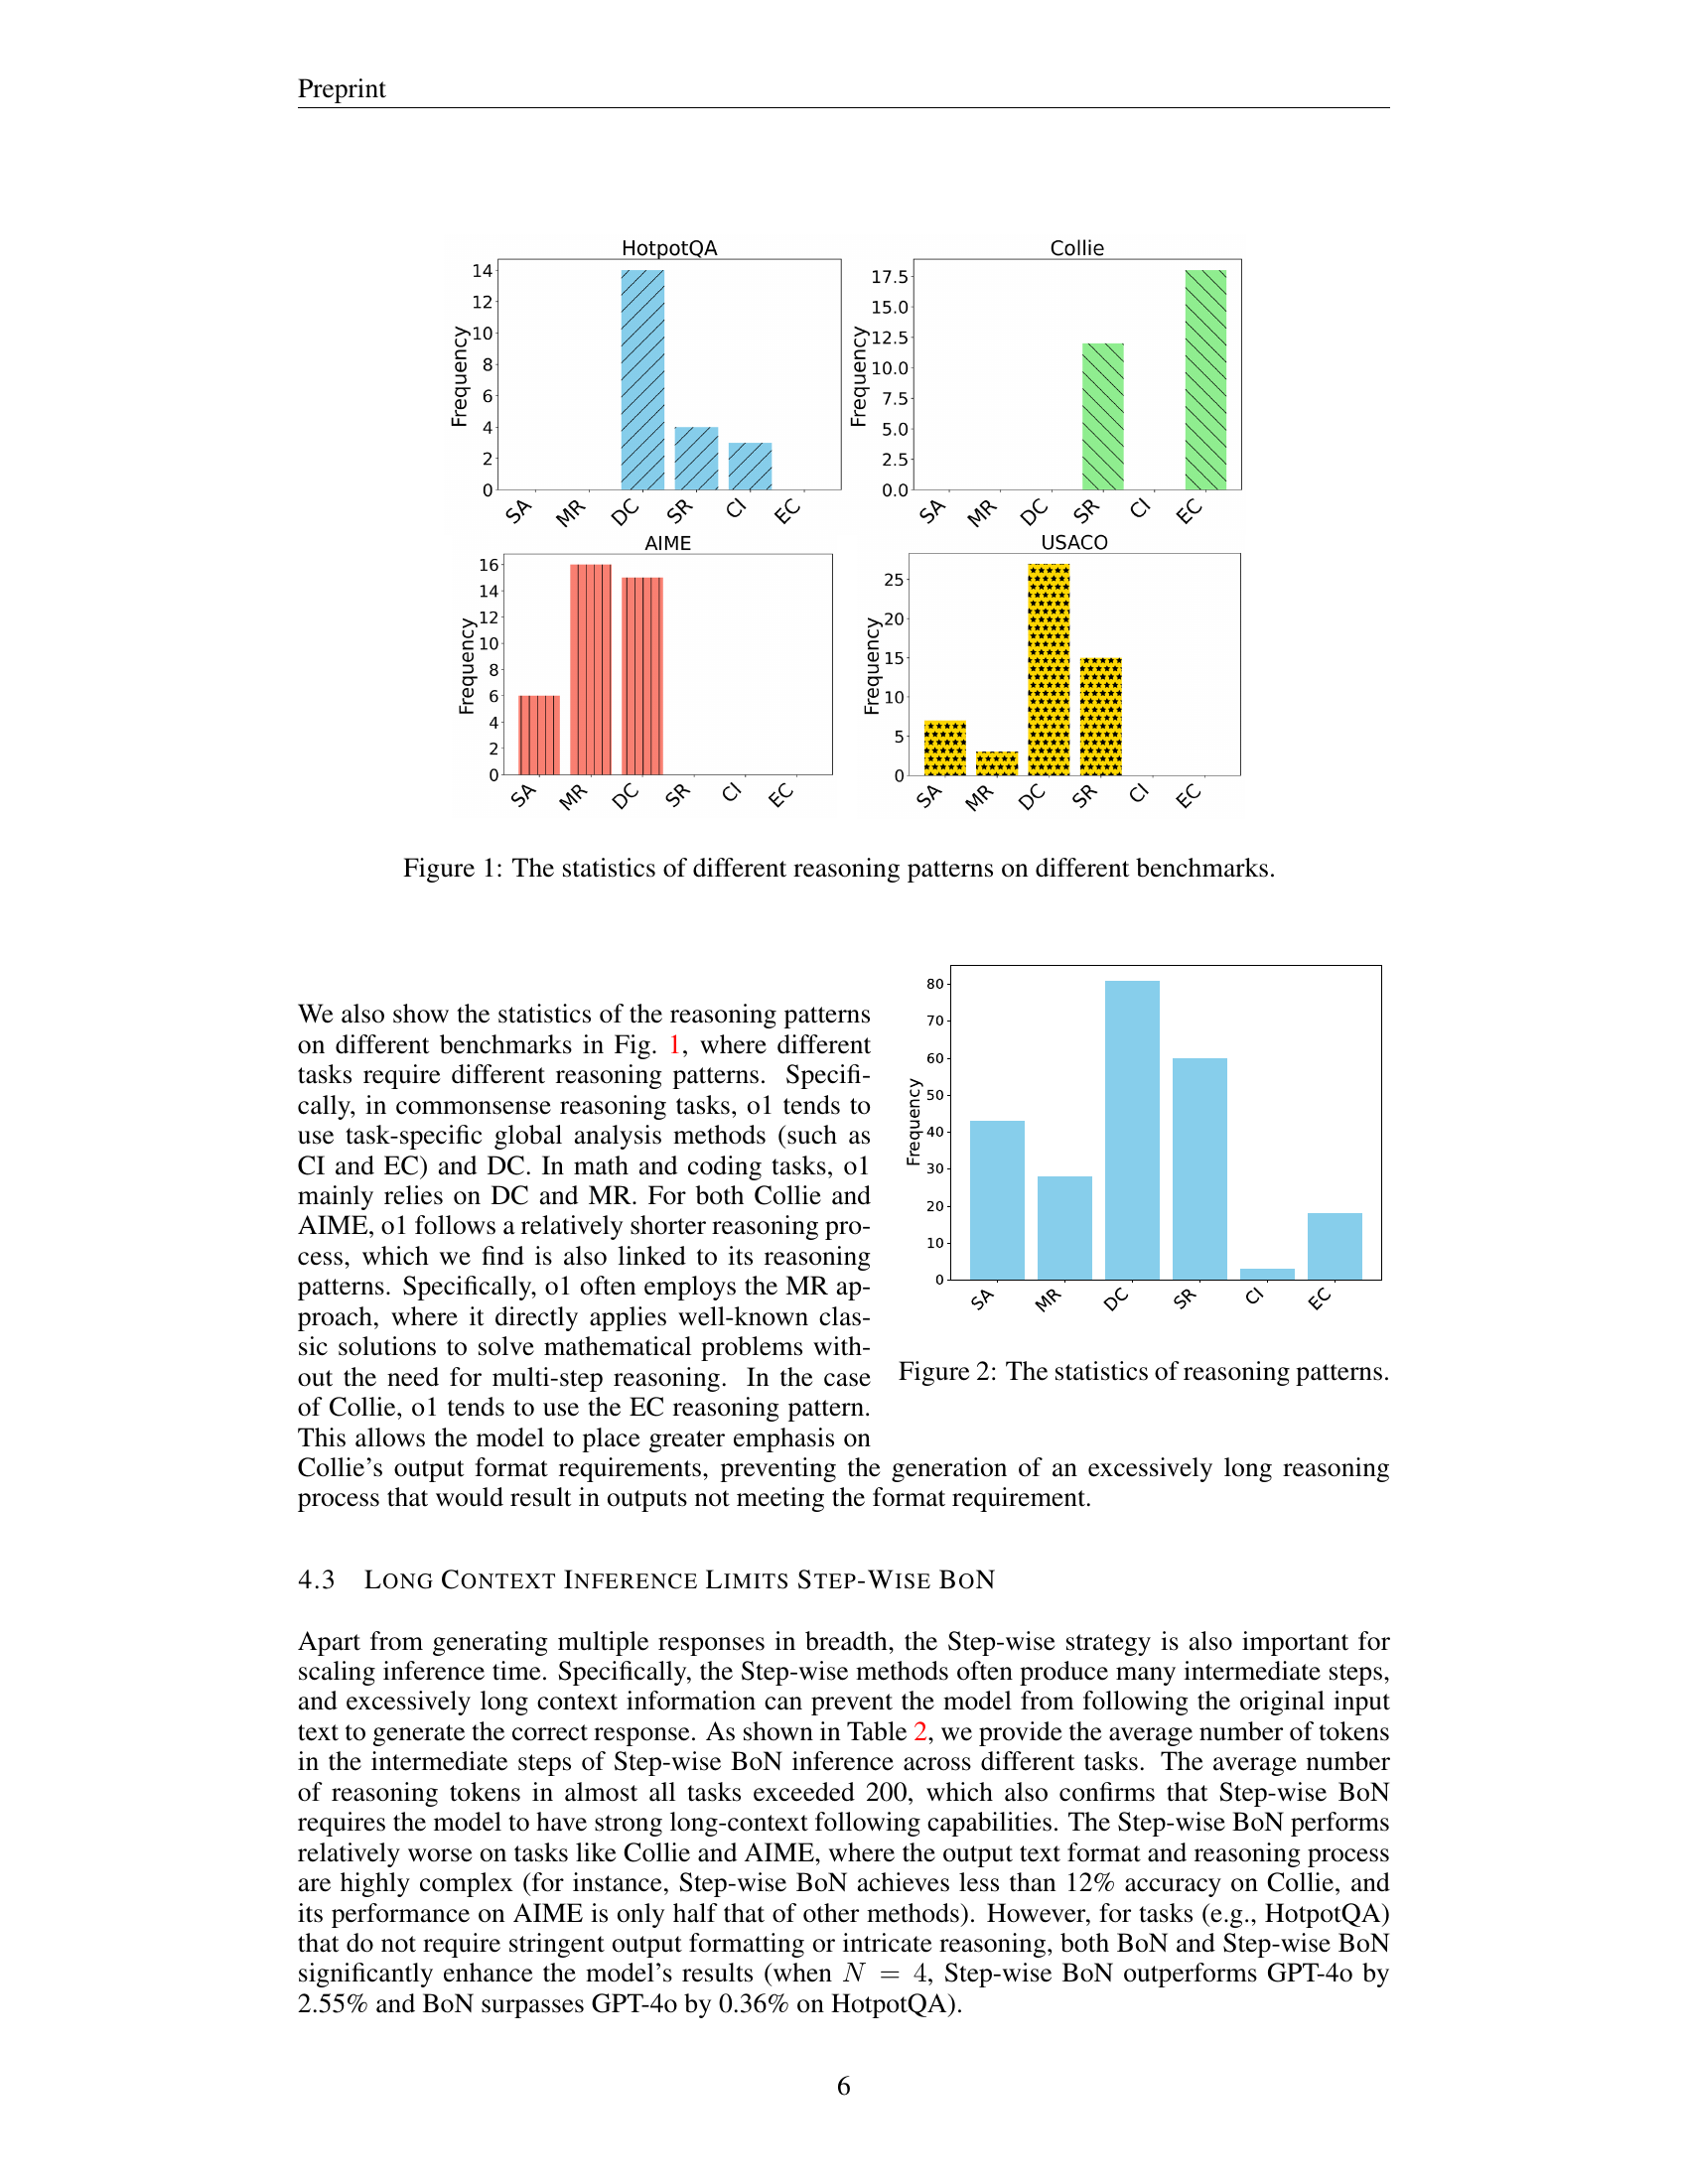 Preprint
HotpotQA
Frequency
14
12
10
8
6
4
2
0
SA
MR
DC
SR
CI
EC
Collie
Frequency
17.5
15.0
12.5
10.0
7.5
5.0
2.5
0.0
SA
MR
DC
SR
CI
EC
AIME
Frequency
16
14
12
10
8
6
4
2
0
SA
MR
DC
SR
CI
EC
USACO
Frequency
25
20
15
10
5
0
SA
MR
DC
SR
CI
EC
Figure 1: The statistics of different reasoning patterns on different benchmarks.
We also show the statistics of the reasoning patterns
on different benchmarks in Fig. 1, where different
tasks require different reasoning patterns. Specifi-
cally, in commonsense reasoning tasks, o1 tends to
use task-specific global analysis methods (such as
CI and EC) and DC. In math and coding tasks, o1
mainly relies on DC and MR. For both Collie and
AIME, o1 follows a relatively shorter reasoning pro-
cess, which we find is also linked to its reasoning
patterns. Specifically, o1 often employs the MR ap-
proach, where it directly applies well-known clas-
sic solutions to solve mathematical problems with-
out the need for multi-step reasoning. In the case
of Collie, o1 tends to use the EC reasoning pattern.
This allows the model to place greater emphasis on
Collie's output format requirements, preventing the generation of an excessively long reasoning
process that would result in outputs not meeting the format requirement.
Frequency
80
70
60
50
40
30
20
10
0
SA
MR
DC
SR
CI
EC
Figure 2: The statistics of reasoning patterns.
4.3 LONG CONTEXT INFERENCE LIMITS STEP-WISE BON
Apart from generating multiple responses in breadth, the Step-wise strategy is also important for
scaling inference time. Specifically, the Step-wise methods often produce many intermediate steps,
and excessively long context information can prevent the model from following the original input
text to generate the correct response. As shown in Table 2, we provide the average number of tokens
in the intermediate steps of Step-wise BoN inference across different tasks. The average number
of reasoning tokens in almost all tasks exceeded 200, which also confirms that Step-wise BoN
requires the model to have strong long-context following capabilities. The Step-wise BoN performs
relatively worse on tasks like Collie and AIME, where the output text format and reasoning process
are highly complex (for instance, Step-wise BoN achieves less than 12% accuracy on Collie, and
its performance on AIME is only half that of other methods). However, for tasks (e.g., HotpotQA)
that do not require stringent output formatting or intricate reasoning, both BoN and Step-wise BoN
significantly enhance the model's results (when N = 4, Step-wise BoN outperforms GPT-4o by
2.55% and BoN surpasses GPT-4o by 0.36% on HotpotQA).
6